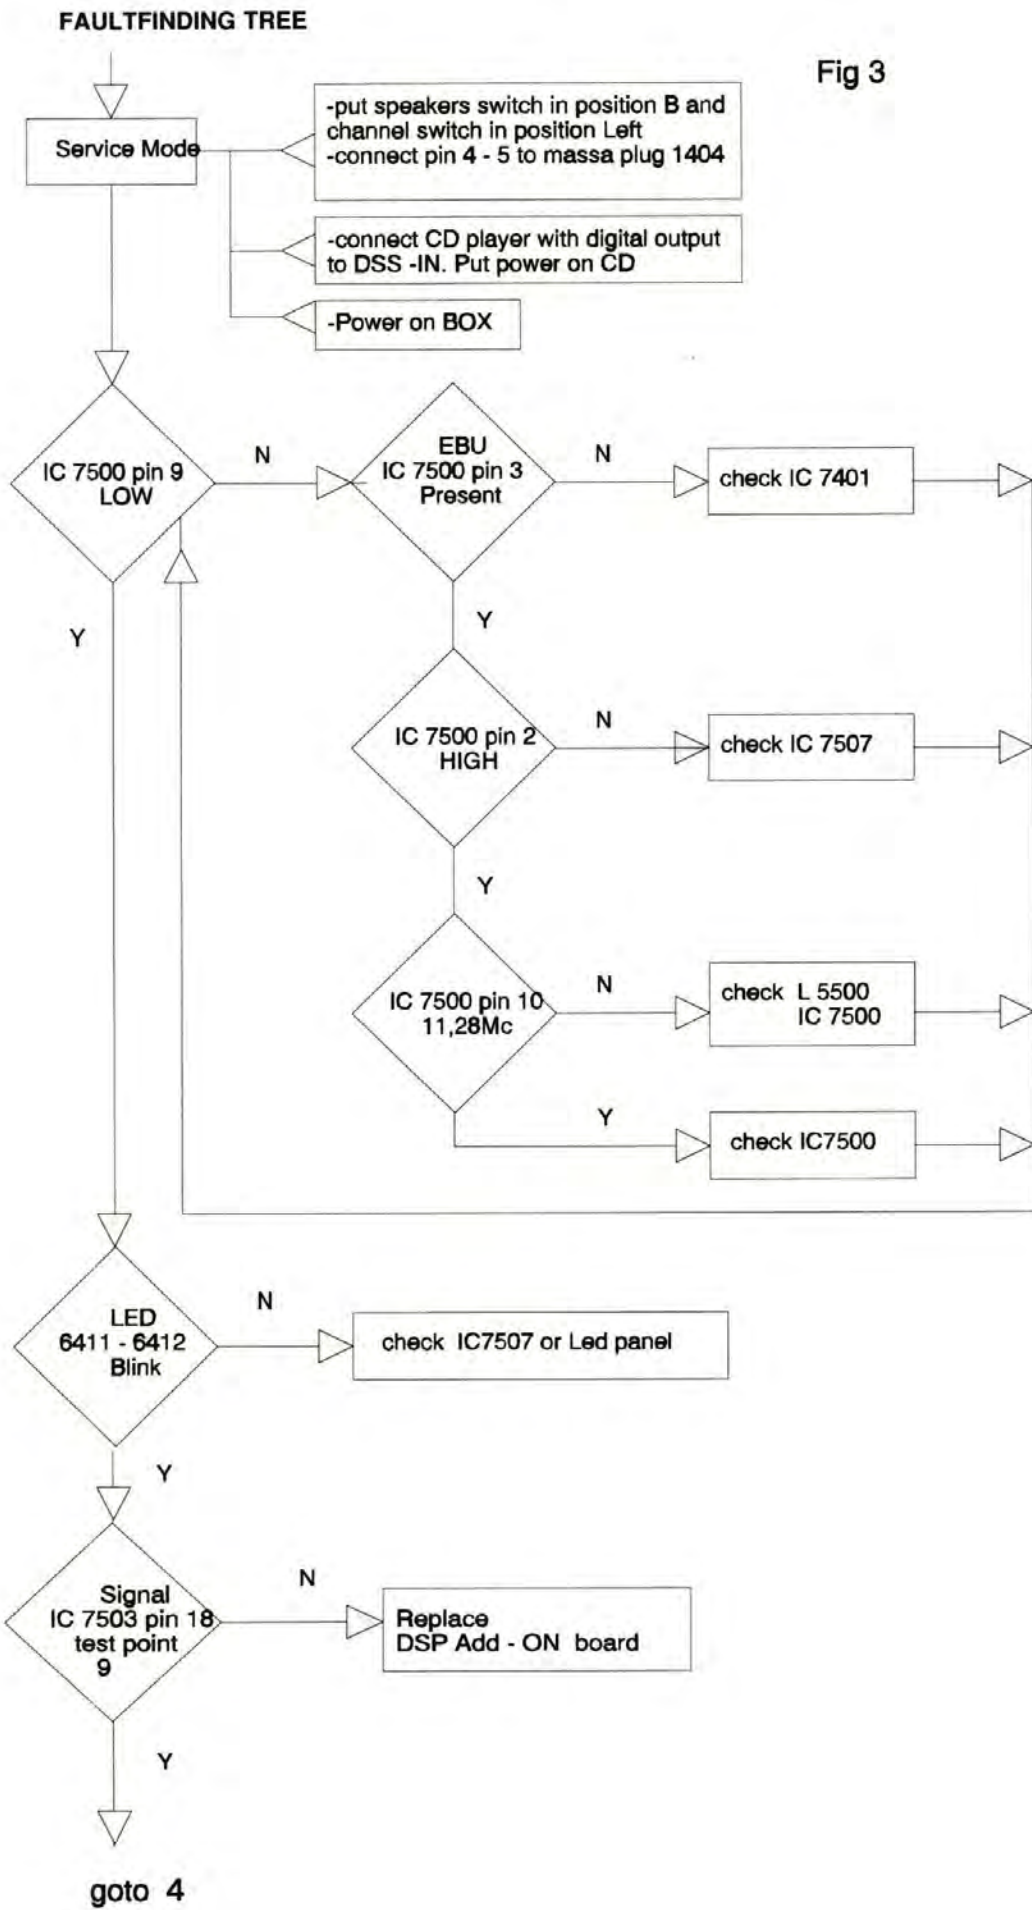 FAULTFINDING TREE
Fig 3
Service Mode
-put speakers switch in position B and
channel switch in position Left
-connect pin 4 - 5 to massa plug 1404
-connect CD player with digital output
to DSS -IN. Put power on CD
-Power on BOX
IC 7500 pin 9
LOW
N
EBU
IC 7500 pin 3
Present
N
check IC 7401
Y
Y
IC 7500 pin 2
HIGH
N
check IC 7507
Y
IC 7500 pin 10
11,28Mc
N
check L 5500
IC 7500
Y
check IC7500
LED
6411 - 6412
Blink
N
check IC7507 or Led panel
Y
Signal
IC 7503 pin 18
test point
9
N
Replace
DSP Add - ON board
Y
goto 4